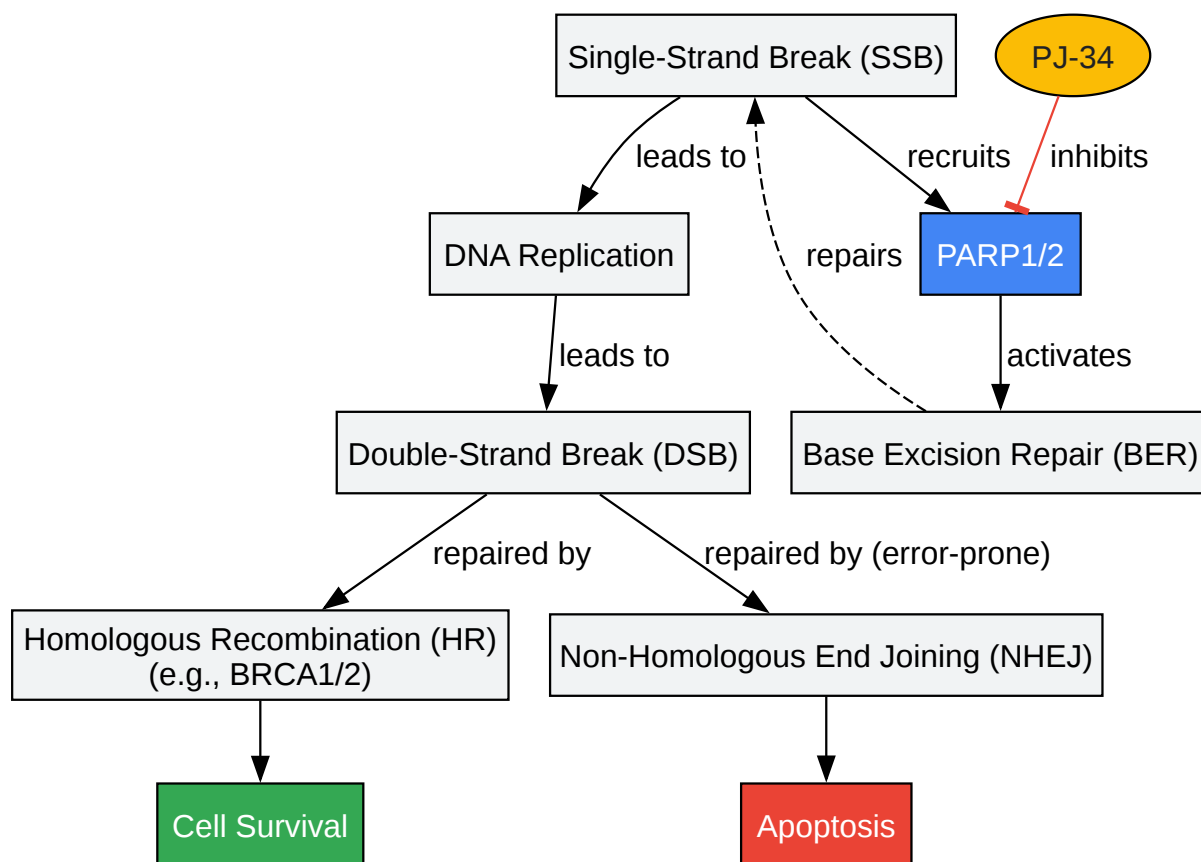 Single-Strand Break (SSB)
PJ-34
leads to
recruits
inhibits
DNA Replication
repairs
PARP1/2
leads to
activates
Double-Strand Break (DSB)
Base Excision Repair (BER)
repaired by
repaired by (error-prone)
Homologous Recombination (HR)
(e.g., BRCA1/2)
Non-Homologous End Joining (NHEJ)
Cell Survival
Apoptosis